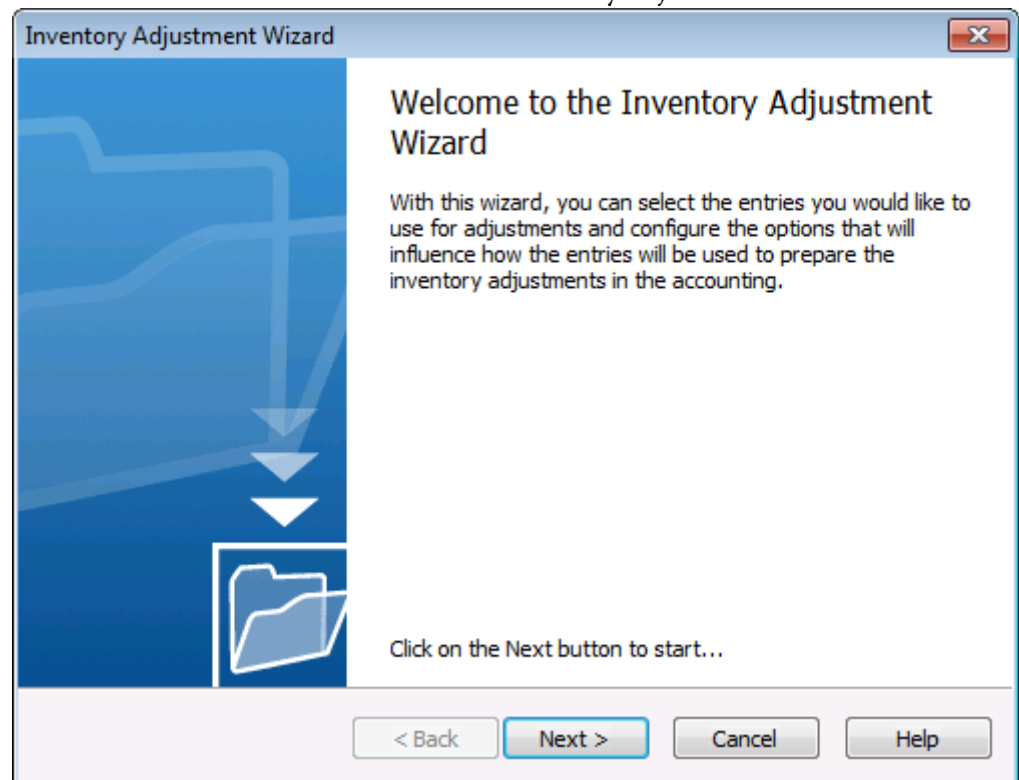 Inventory Adjustment Wizard
Welcome to the Inventory Adjustment
Wizard
With this wizard, you can select the entries you would like to
use for adjustments and configure the options that will
influence how the entries will be used to prepare the
inventory adjustments in the accounting.
Click on the Next button to start...
< Back Next > Cancel Help